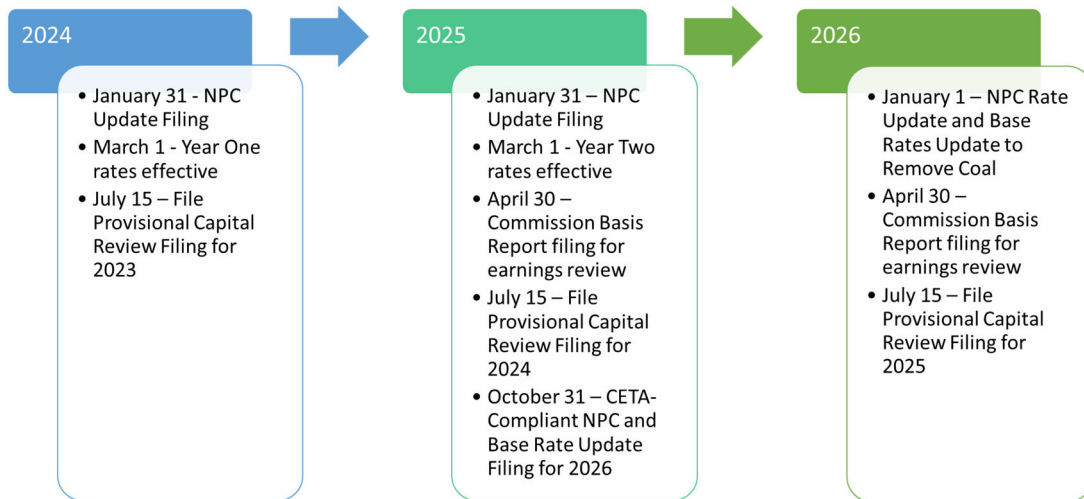 2024
• January 31 - NPC
Update Filing
• March 1 - Year One
rates effective
• July 15 – File
Provisional Capital
Review Filing for
2023
2025
• January 31 – NPC
Update Filing
• March 1 - Year Two
rates effective
• April 30 –
Commission Basis
Report filing for
earnings review
• July 15 – File
Provisional Capital
Review Filing for
2024
• October 31 – CETA-
Compliant NPC and
Base Rate Update
Filing for 2026
2026
• January 1 – NPC Rate
Update and Base
Rates Update to
Remove Coal
• April 30 –
Commission Basis
Report filing for
earnings review
• July 15 – File
Provisional Capital
Review Filing for
2025